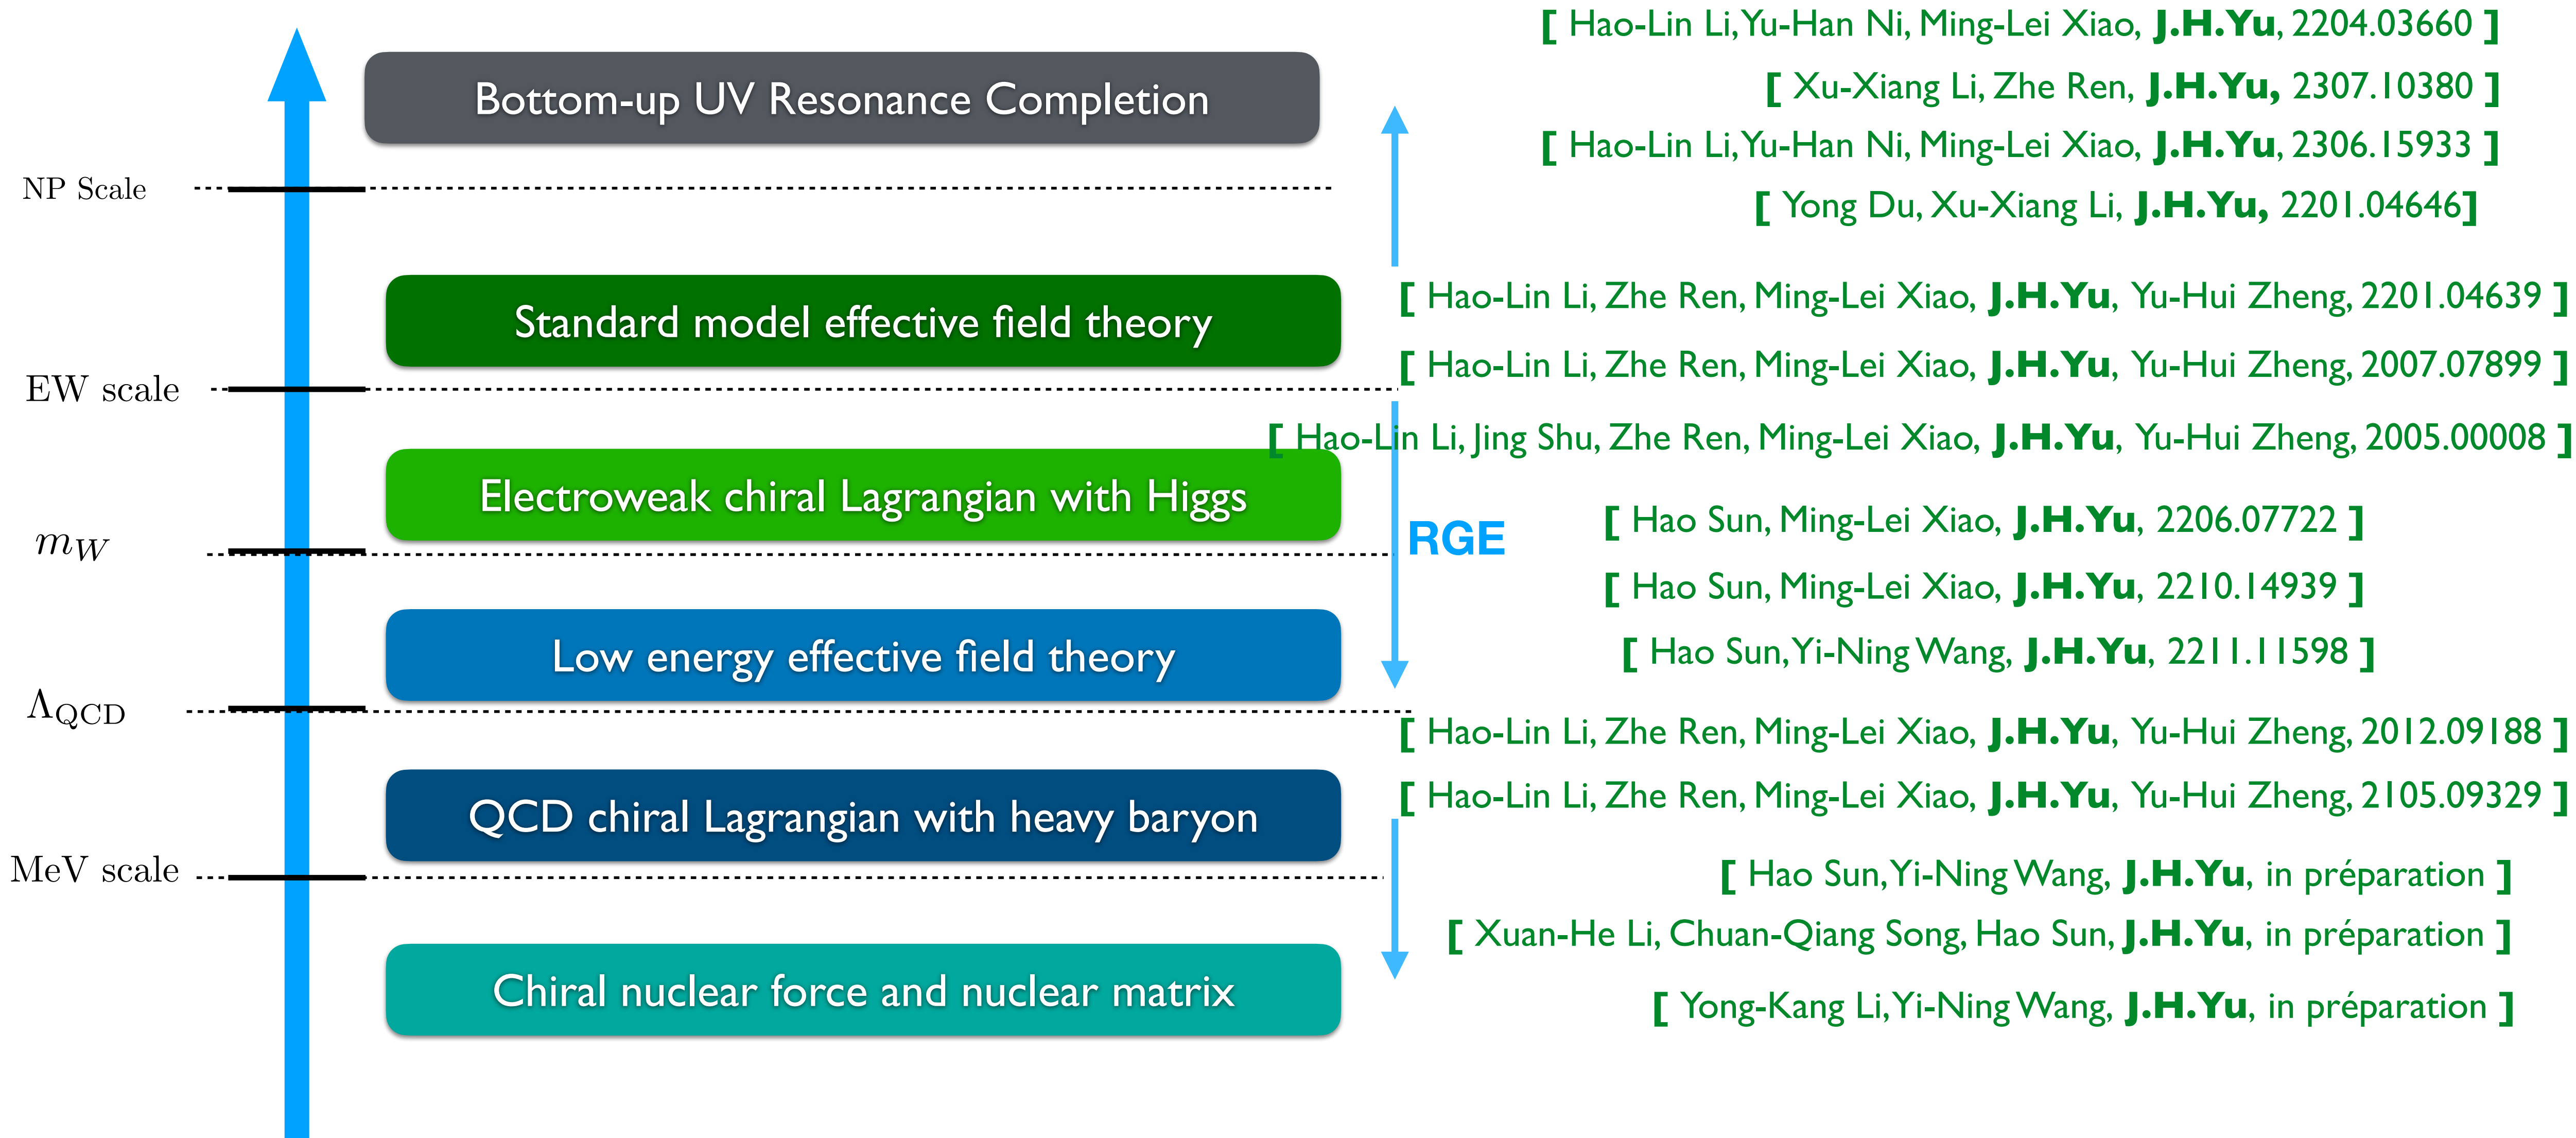 [ Hao-Lin Li, Yu-Han Ni, Ming-Lei Xiao, J.H.Yu, 2204.03660 ]
Bottom-up UV Resonance Completion
[ Xu-Xiang Li, Zhe Ren, J.H.Yu, 2307.10380 ]
[ Hao-Lin Li, Yu-Han Ni, Ming-Lei Xiao, J.H.Yu, 2306.15933 ]
NP Scale
[ Yong Du, Xu-Xiang Li, J.H.Yu, 2201.04646]
[ Hao-Lin Li, Zhe Ren, Ming-Lei Xiao, J.H.Yu, Yu-Hui Zheng, 2201.04639 ]
Standard model effective field theory
[ Hao-Lin Li, Zhe Ren, Ming-Lei Xiao, J.H.Yu, Yu-Hui Zheng, 2007.07899 ]
EW scale
[ Hao-Lin Li, Jing Shu, Zhe Ren, Ming-Lei Xiao, J.H.Yu, Yu-Hui Zheng, 2005.00008 ]
Electroweak chiral Lagrangian with Higgs
[ Hao Sun, Ming-Lei Xiao, J.H.Yu, 2206.07722 ]
m_W
RGE
[ Hao Sun, Ming-Lei Xiao, J.H.Yu, 2210.14939 ]
Low energy effective field theory
[ Hao Sun, Yi-Ning Wang, J.H.Yu, 2211.11598 ]
Λ_QCD
[ Hao-Lin Li, Zhe Ren, Ming-Lei Xiao, J.H.Yu, Yu-Hui Zheng, 2012.09188 ]
[ Hao-Lin Li, Zhe Ren, Ming-Lei Xiao, J.H.Yu, Yu-Hui Zheng, 2105.09329 ]
QCD chiral Lagrangian with heavy baryon
MeV scale
[ Hao Sun, Yi-Ning Wang, J.H.Yu, in préparation ]
[ Xuan-He Li, Chuan-Qiang Song, Hao Sun, J.H.Yu, in préparation ]
Chiral nuclear force and nuclear matrix
[ Yong-Kang Li, Yi-Ning Wang, J.H.Yu, in préparation ]